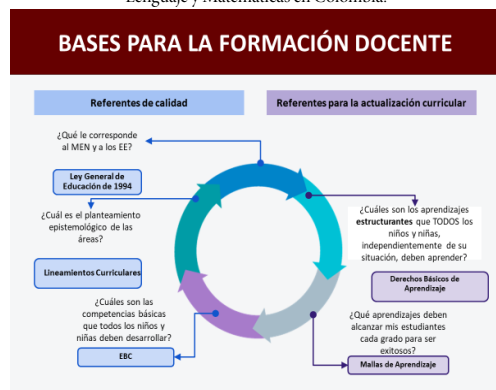 Lenguaje y Matemáticas en Colombia.
BASES PARA LA FORMACIÓN DOCENTE
Referentes de calidad
Referentes para la actualización curricular
¿Qué le corresponde
al MEN y a los EE?
Ley General de
Educación de 1994
¿Cuál es el planteamiento
epistemológico de las
áreas?
Lineamientos Curriculares
¿Cuáles son las
competencias básicas
que todos los niños y
niñas deben desarrollar?
EBC
¿Cuáles son los aprendizajes
estructurantes que TODOS los
niños y niñas,
independientemente de su
situación, deben aprender?
Derechos Básicos de
Aprendizaje
¿Qué aprendizajes deben
alcanzar mis estudiantes
cada grado para ser
exitosos?
Mallas de Aprendizaje